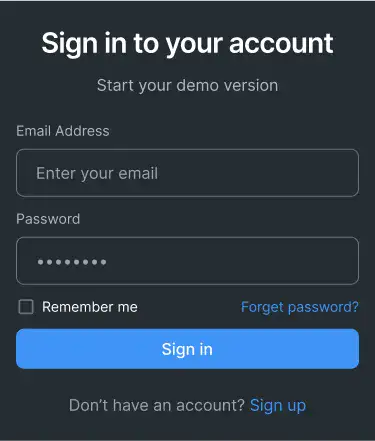 Sign in to your account
Start your demo version
Email Address
Enter your email
Password
••••••••
Remember me Forget password?
Sign in
Don't have an account? Sign up